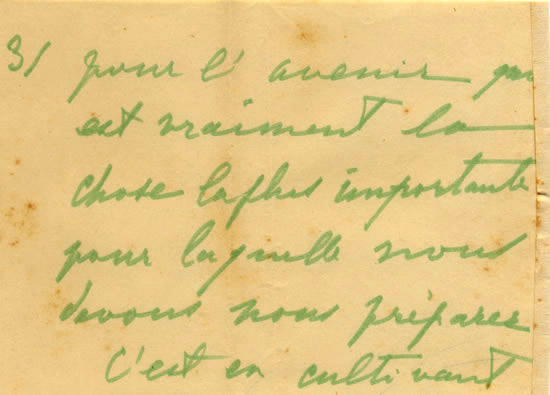 3/ pour l'avenir qui
est vraiment la
chose la plus importante
pour laquelle nous
devons nous préparer
C'est en cultivant